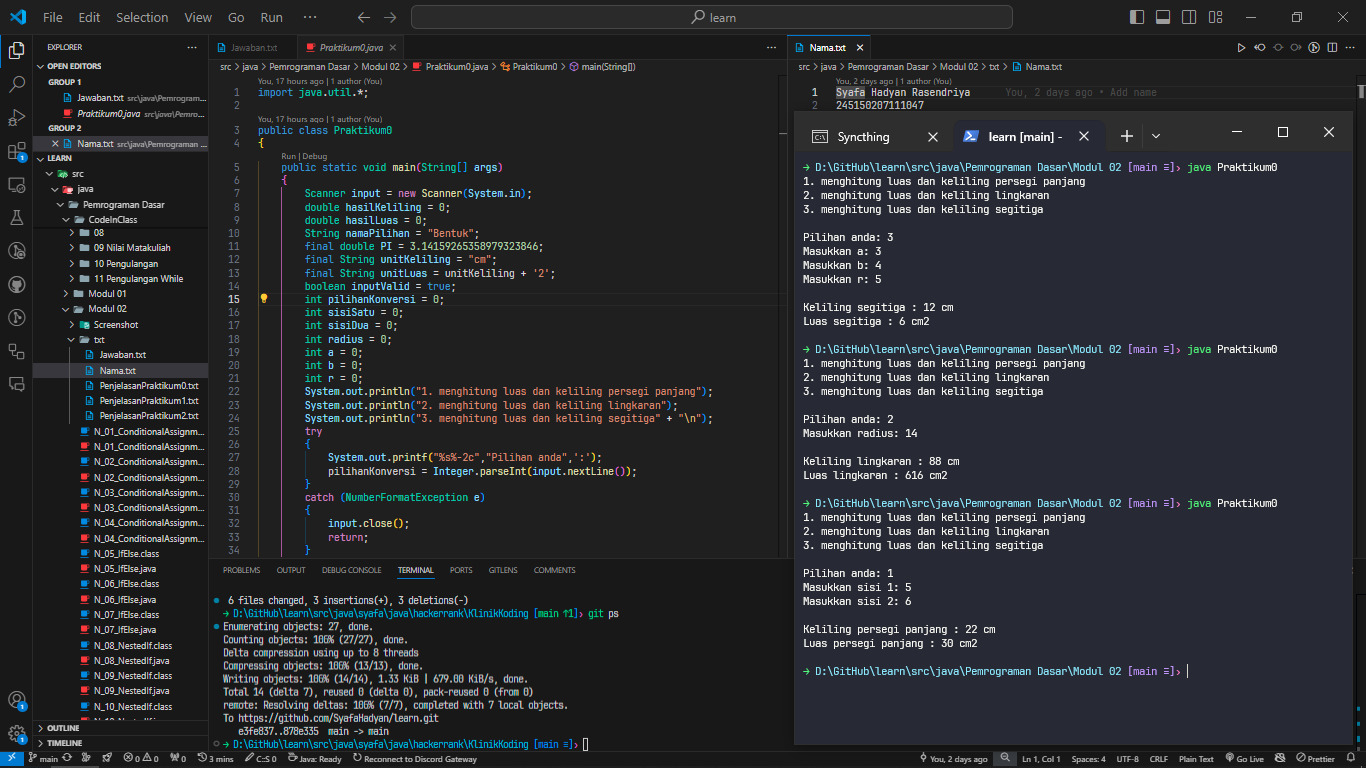 File Edit Selection View Go Run ··· learn
EXPLORER
OPEN EDITORS
GROUP 1
Jawaban.txt src\java\Pemrogram...
Praktikum0.java src\java\Pemro...
GROUP 2
Nama.txt src\java\Pemrograman ...
LEARN
src
java
Pemrograman Dasar
CodeInClass
08
09 Nilai Matakuliah
10 Pengulangan
11 Pengulangan While
Modul 01
Modul 02
Screenshot
txt
Jawaban.txt
Nama.txt
PenjelasanPraktikum0.txt
PenjelasanPraktikum1.txt
PenjelasanPraktikum2.txt
N_01_ConditionalAssignm...
N_01_ConditionalAssignm...
N_02_ConditionalAssignm...
N_02_ConditionalAssignm...
N_03_ConditionalAssignm...
N_03_ConditionalAssignm...
N_04_ConditionalAssignm...
N_04_ConditionalAssignm...
N_05_IfElse.class
N_05_IfElse.java
N_06_IfElse.class
N_06_IfElse.java
N_07_IfElse.class
N_07_IfElse.java
N_08_NestedIf.class
N_08_NestedIf.java
N_09_NestedIf.class
N_09_NestedIf.java
N_10_NestedIf.class
OUTLINE
TIMELINE
Jawaban.txt Praktikum0.java
src > java > Pemrograman Dasar > Modul 02 > Praktikum0.java > Praktikum0 > main(String[])
You, 17 hours ago | 1 author (You)
1 import java.util.*;
2
You, 17 hours ago | 1 author (You)
3 public class Praktikum0
4 {
Run | Debug
5 public static void main(String[] args)
6 {
7 Scanner input = new Scanner(System.in);
8 double hasilKeliling = 0;
9 double hasilLuas = 0;
10 String namaPilihan = "Bentuk";
11 final double PI = 3.14159265358979323846;
12 final String unitKeliling = "cm";
13 final String unitLuas = unitKeliling + '2';
14 boolean inputValid = true;
15 int pilihanKonversi = 0;
16 int sisiSatu = 0;
17 int sisiDua = 0;
18 int radius = 0;
19 int a = 0;
20 int b = 0;
21 int r = 0;
22 System.out.println("1. menghitung luas dan keliling persegi panjang");
23 System.out.println("2. menghitung luas dan keliling lingkaran");
24 System.out.println("3. menghitung luas dan keliling segitiga" + "\n");
25 try
26 {
27 System.out.printf("%s%-2c","Pilihan anda",':');
28 pilihanKonversi = Integer.parseInt(input.nextLine());
29 }
30 catch (NumberFormatException e)
31 {
32 input.close();
33 return;
34 }
PROBLEMS OUTPUT DEBUG CONSOLE TERMINAL PORTS GITLENS COMMENTS
6 files changed, 3 insertions(+), 3 deletions(-)
→ D:\GitHub\learn\src\java\syafa\java\hackerrank\KlinikKoding [main ↑1]› git ps
Enumerating objects: 27, done.
Counting objects: 100% (27/27), done.
Delta compression using up to 8 threads
Compressing objects: 100% (13/13), done.
Writing objects: 100% (14/14), 1.33 KiB | 679.00 KiB/s, done.
Total 14 (delta 7), reused 0 (delta 0), pack-reused 0 (from 0)
remote: Resolving deltas: 100% (7/7), completed with 7 local objects.
To https://github.com/SyafaHadyan/learn.git
e3fe837..878e335 main -> main
→ D:\GitHub\learn\src\java\syafa\java\hackerrank\KlinikKoding [main ≡]›
Nama.txt
src > java > Pemrograman Dasar > Modul 02 > txt > Nama.txt
You, 2 days ago | 1 author (You)
1 Syafa Hadyan Rasendriya You, 2 days ago • Add name
2 245150207111047
Syncthing learn [main] -
→ D:\GitHub\learn\src\java\Pemrograman Dasar\Modul 02 [main ≡]› java Praktikum0
1. menghitung luas dan keliling persegi panjang
2. menghitung luas dan keliling lingkaran
3. menghitung luas dan keliling segitiga
Pilihan anda: 3
Masukkan a: 3
Masukkan b: 4
Masukkan r: 5
Keliling segitiga : 12 cm
Luas segitiga : 6 cm2
→ D:\GitHub\learn\src\java\Pemrograman Dasar\Modul 02 [main ≡]› java Praktikum0
1. menghitung luas dan keliling persegi panjang
2. menghitung luas dan keliling lingkaran
3. menghitung luas dan keliling segitiga
Pilihan anda: 2
Masukkan radius: 14
Keliling lingkaran : 88 cm
Luas lingkaran : 616 cm2
→ D:\GitHub\learn\src\java\Pemrograman Dasar\Modul 02 [main ≡]› java Praktikum0
1. menghitung luas dan keliling persegi panjang
2. menghitung luas dan keliling lingkaran
3. menghitung luas dan keliling segitiga
Pilihan anda: 1
Masukkan sisi 1: 5
Masukkan sisi 2: 6
Keliling persegi panjang : 22 cm
Luas persegi panjang : 30 cm2
→ D:\GitHub\learn\src\java\Pemrograman Dasar\Modul 02 [main ≡]›
main 0 0 0 3 mins C:S 0 Java: Ready Reconnect to Discord Gateway You, 2 days ago Ln 1, Col 1 Spaces: 4 UTF-8 CRLF Plain Text Go Live Prettier